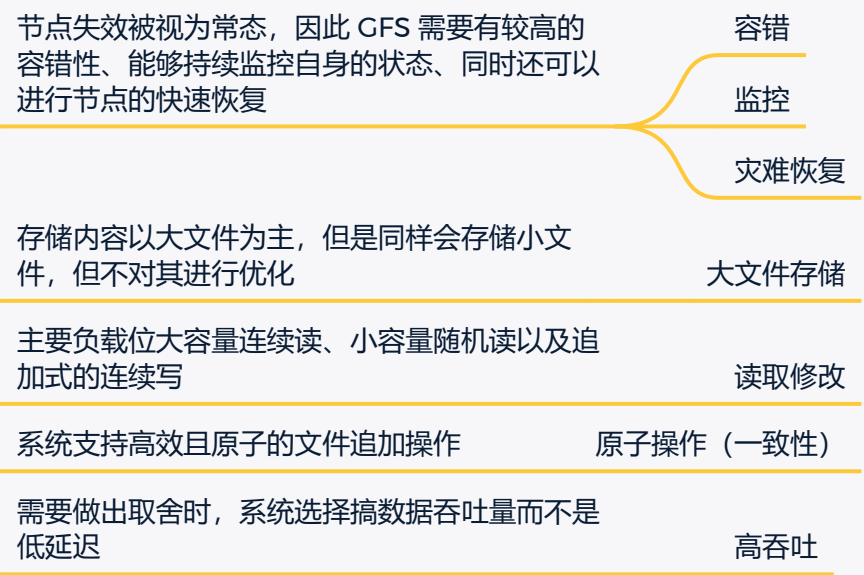 节点失效被视为常态，因此 GFS 需要有较高的
容错性、能够持续监控自身的状态、同时还可以
进行节点的快速恢复
容错
监控
灾难恢复
存储内容以大文件为主，但是同样会存储小文
件，但不对其进行优化
大文件存储
主要负载位大容量连续读、小容量随机读以及追
加式的连续写
读取修改
系统支持高效且原子的文件追加操作
原子操作（一致性）
需要做出取舍时，系统选择搞数据吞吐量而不是
低延迟
高吞吐